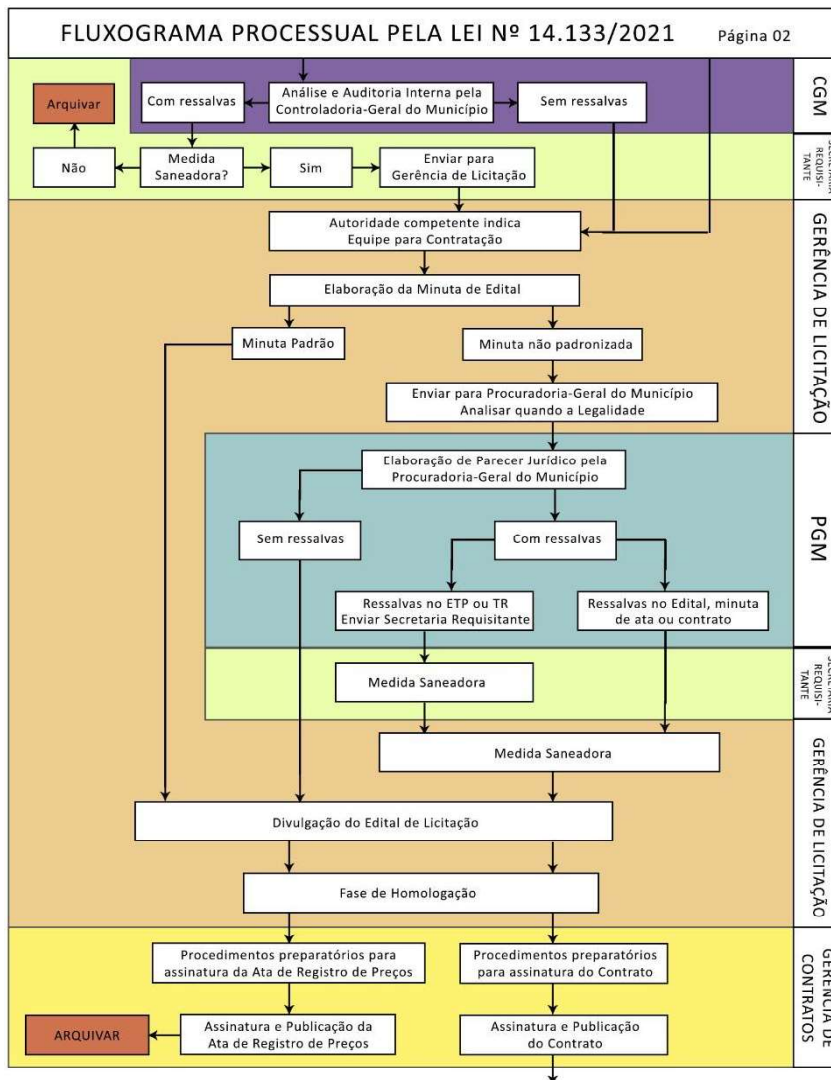 FLUXOGRAMA PROCESSUAL PELA LEI Nº 14.133/2021
Página 02
Arquivar
Com ressalvas
Análise e Auditoria Interna pela
Controladoria-Geral do Município
Sem ressalvas
CGM
Não
Medida
Saneadora?
Sim
Enviar para
Gerência de Licitação
SECRETARIA
REQUISI-
TANTE
Autoridade competente indica
Equipe para Contratação
Elaboração da Minuta de Edital
Minuta Padrão
Minuta não padronizada
Enviar para Procuradoria-Geral do Município
Analisar quando a Legalidade
GERÊNCIA DE LICITAÇÃO
Elaboração de Parecer Jurídico pela
Procuradoria-Geral do Município
Sem ressalvas
Com ressalvas
Ressalvas no ETP ou TR
Enviar Secretaria Requisitante
Ressalvas no Edital, minuta
de ata ou contrato
PGM
Medida Saneadora
SECRETARIA
REQUISI-
TANTE
Medida Saneadora
Divulgação do Edital de Licitação
Fase de Homologação
GERÊNCIA DE LICITAÇÃO
Procedimentos preparatórios para
assinatura da Ata de Registro de Preços
Procedimentos preparatórios
para assinatura do Contrato
ARQUIVAR
Assinatura e Publicação da
Ata de Registro de Preços
Assinatura e Publicação
do Contrato
GERÊNCIA DE
CONTRATOS